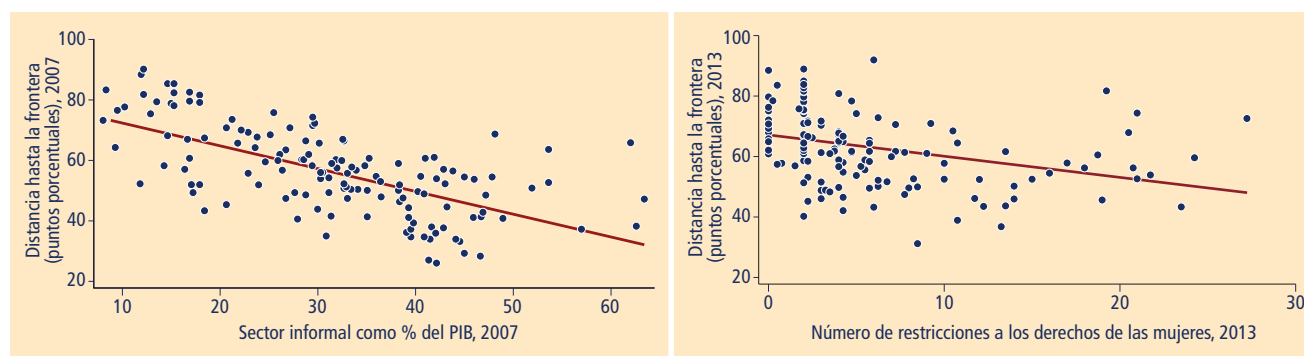 Distancia hasta la frontera
(puntos porcentuales), 2007
100
80
60
40
20
10 20 30 40 50 60
Sector informal como % del PIB, 2007
Distancia hasta la frontera
(puntos porcentuales), 2013
100
80
60
40
20
0 10 20 30
Número de restricciones a los derechos de las mujeres, 2013